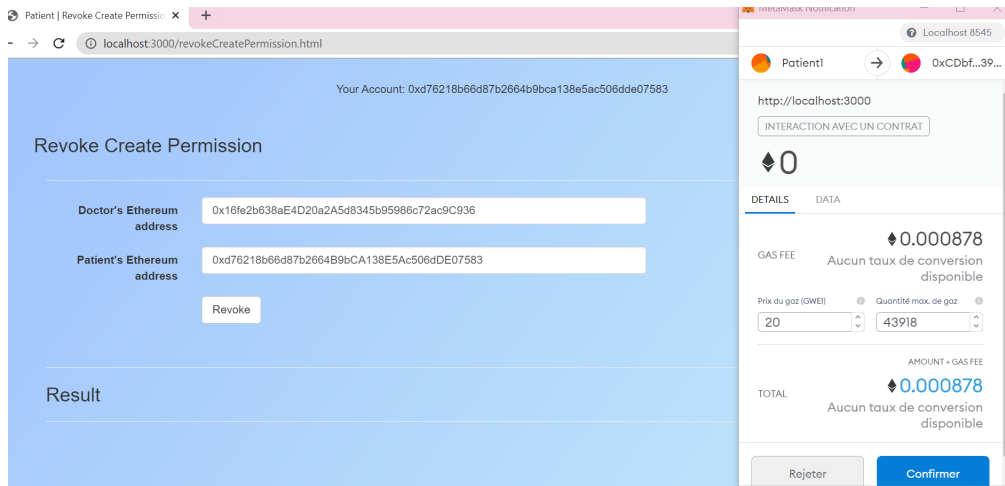 Patient | Revoke Create Permissio
MetaMask Notification
localhost:3000/revokeCreatePermission.html
Localhost 8545
Patient1
0xCDbf...39...
Your Account: 0xd76218b66d87b2664b9bca138e5ac506dde07583
http://localhost:3000
INTERACTION AVEC UN CONTRAT
0
Revoke Create Permission
DETAILS DATA
Doctor's Ethereum
address
0x16fe2b638aE4D20a2A5d8345b95986c72ac9C936
Patient's Ethereum
address
0xd76218b66d87b2664B9bCA138E5Ac506dDE07583
Revoke
Result
GAS FEE
0.000878
Aucun taux de conversion
disponible
Prix du gaz (GWEI)
Quantité max. de gaz
20
43918
AMOUNT + GAS FEE
TOTAL
0.000878
Aucun taux de conversion
disponible
Rejeter
Confirmer